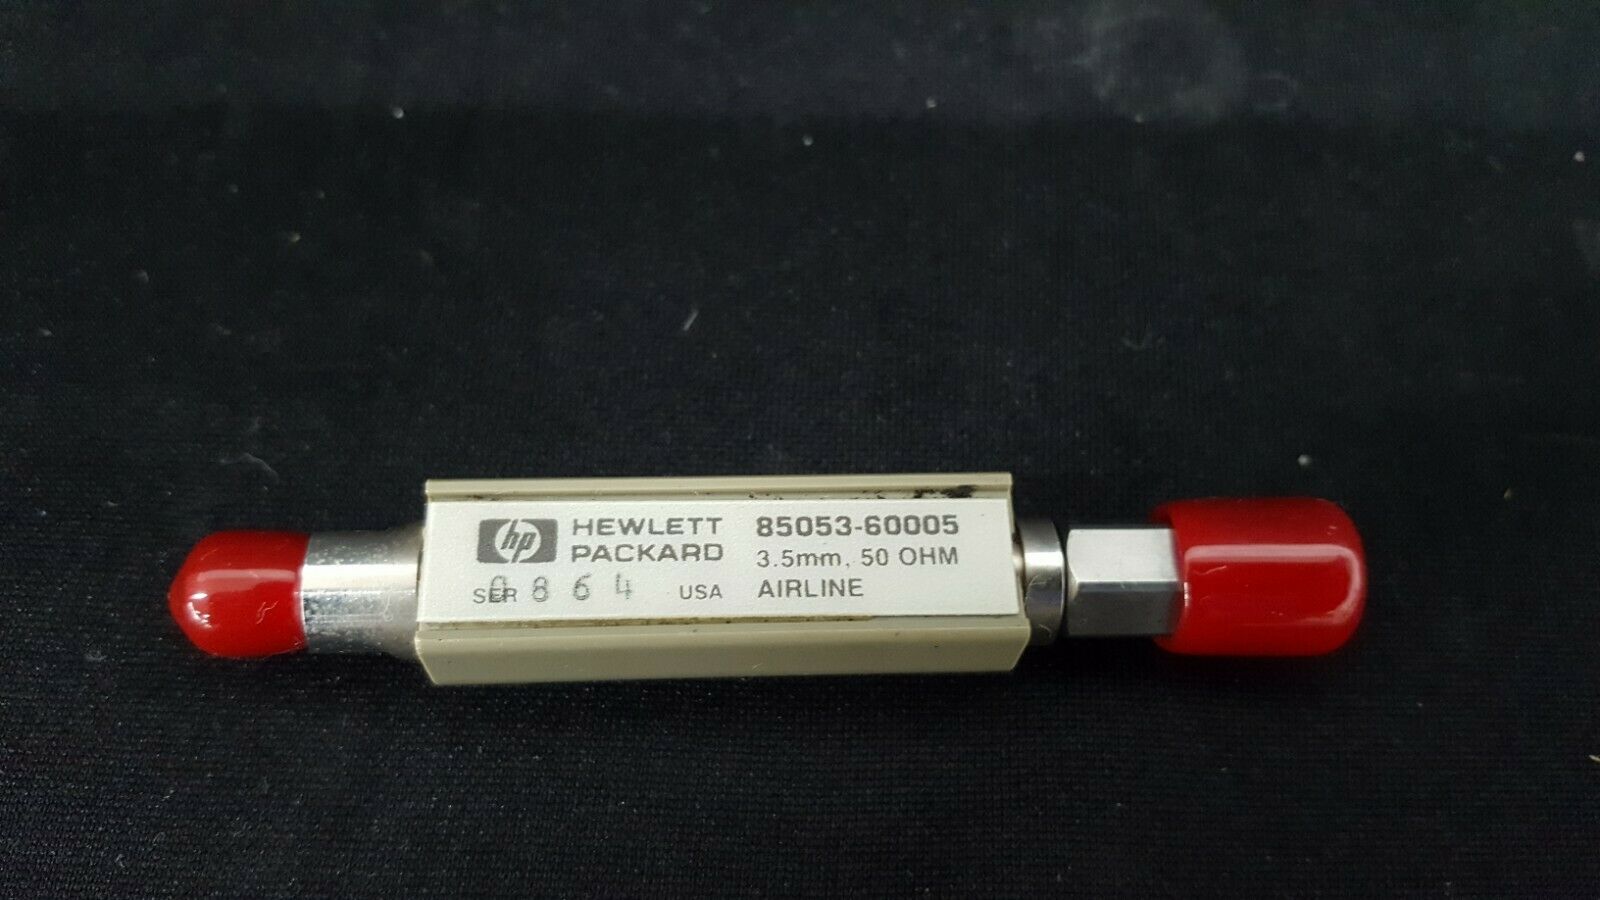 hp HEWLETT PACKARD
85053-60005
3.5mm, 50 OHM
SER 0864 USA AIRLINE